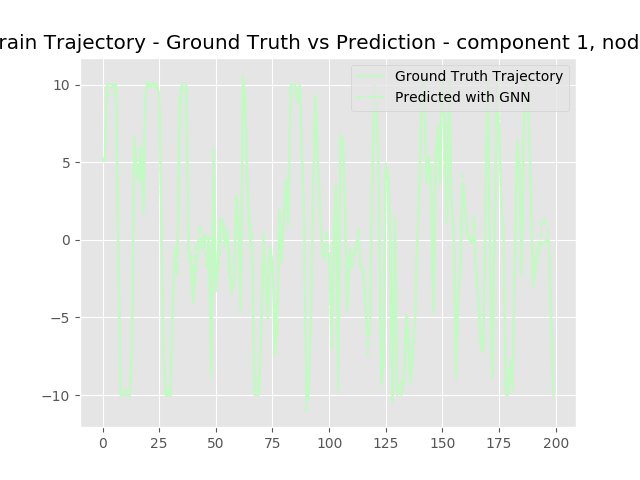 rain Trajectory - Ground Truth vs Prediction - component 1, nod
Ground Truth Trajectory
Predicted with GNN
10
5
0
−5
−10
0 25 50 75 100 125 150 175 200